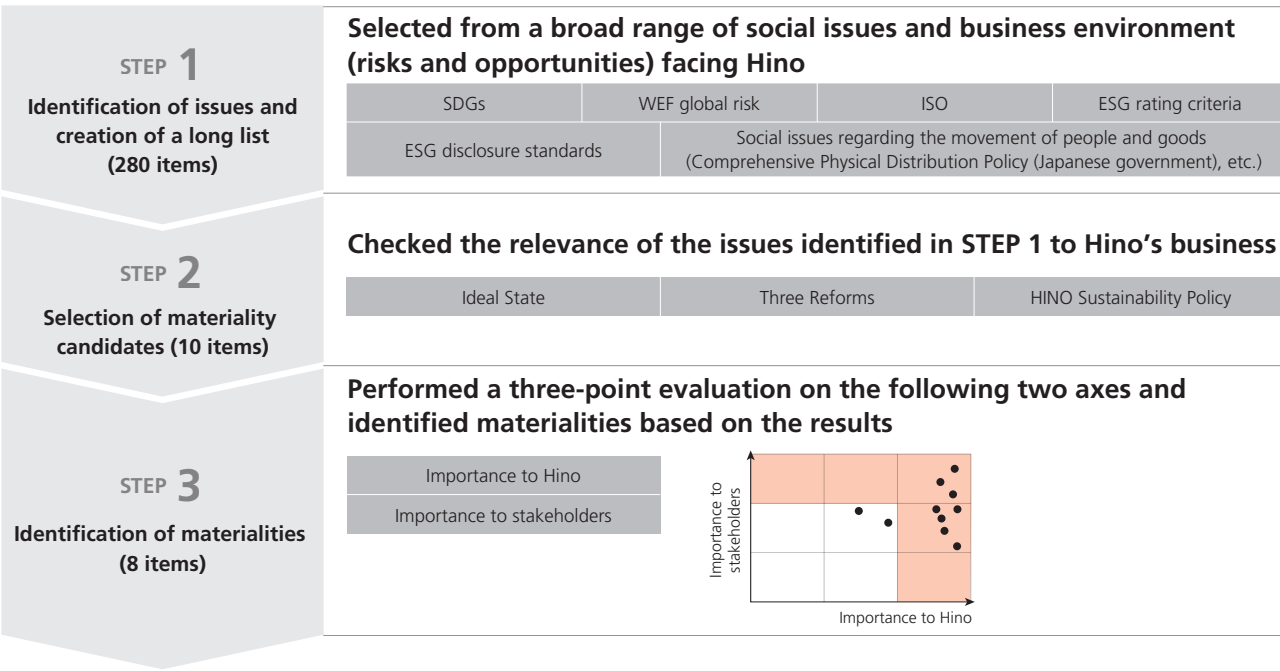 STEP 1
Identification of issues and
creation of a long list
(280 items)
Selected from a broad range of social issues and business environment
(risks and opportunities) facing Hino
SDGs
WEF global risk
ISO
ESG rating criteria
ESG disclosure standards
Social issues regarding the movement of people and goods
(Comprehensive Physical Distribution Policy (Japanese government), etc.)
STEP 2
Selection of materiality
candidates (10 items)
Checked the relevance of the issues identified in STEP 1 to Hino's business
Ideal State
Three Reforms
HINO Sustainability Policy
STEP 3
Identification of materialities
(8 items)
Performed a three-point evaluation on the following two axes and
identified materialities based on the results
Importance to Hino
Importance to stakeholders
Importance to
stakeholders
Importance to Hino